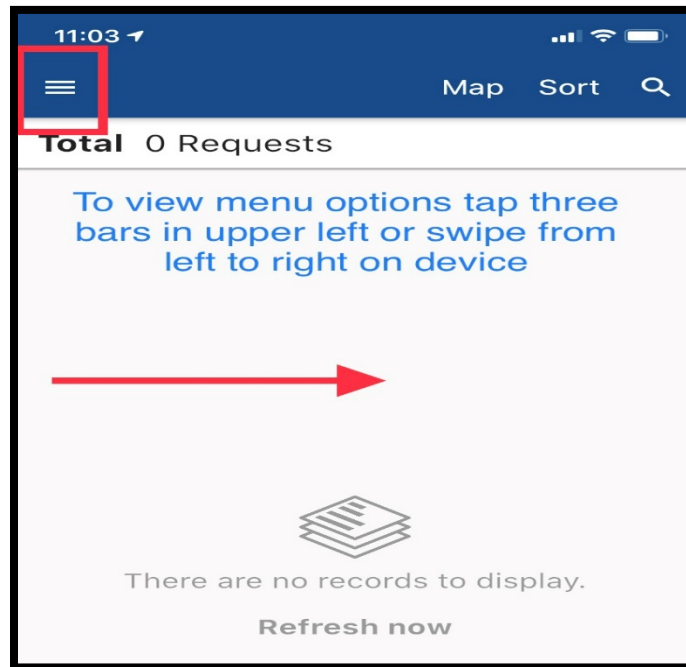 11:03
Map Sort
Total 0 Requests
To view menu options tap three
bars in upper left or swipe from
left to right on device
There are no records to display.
Refresh now